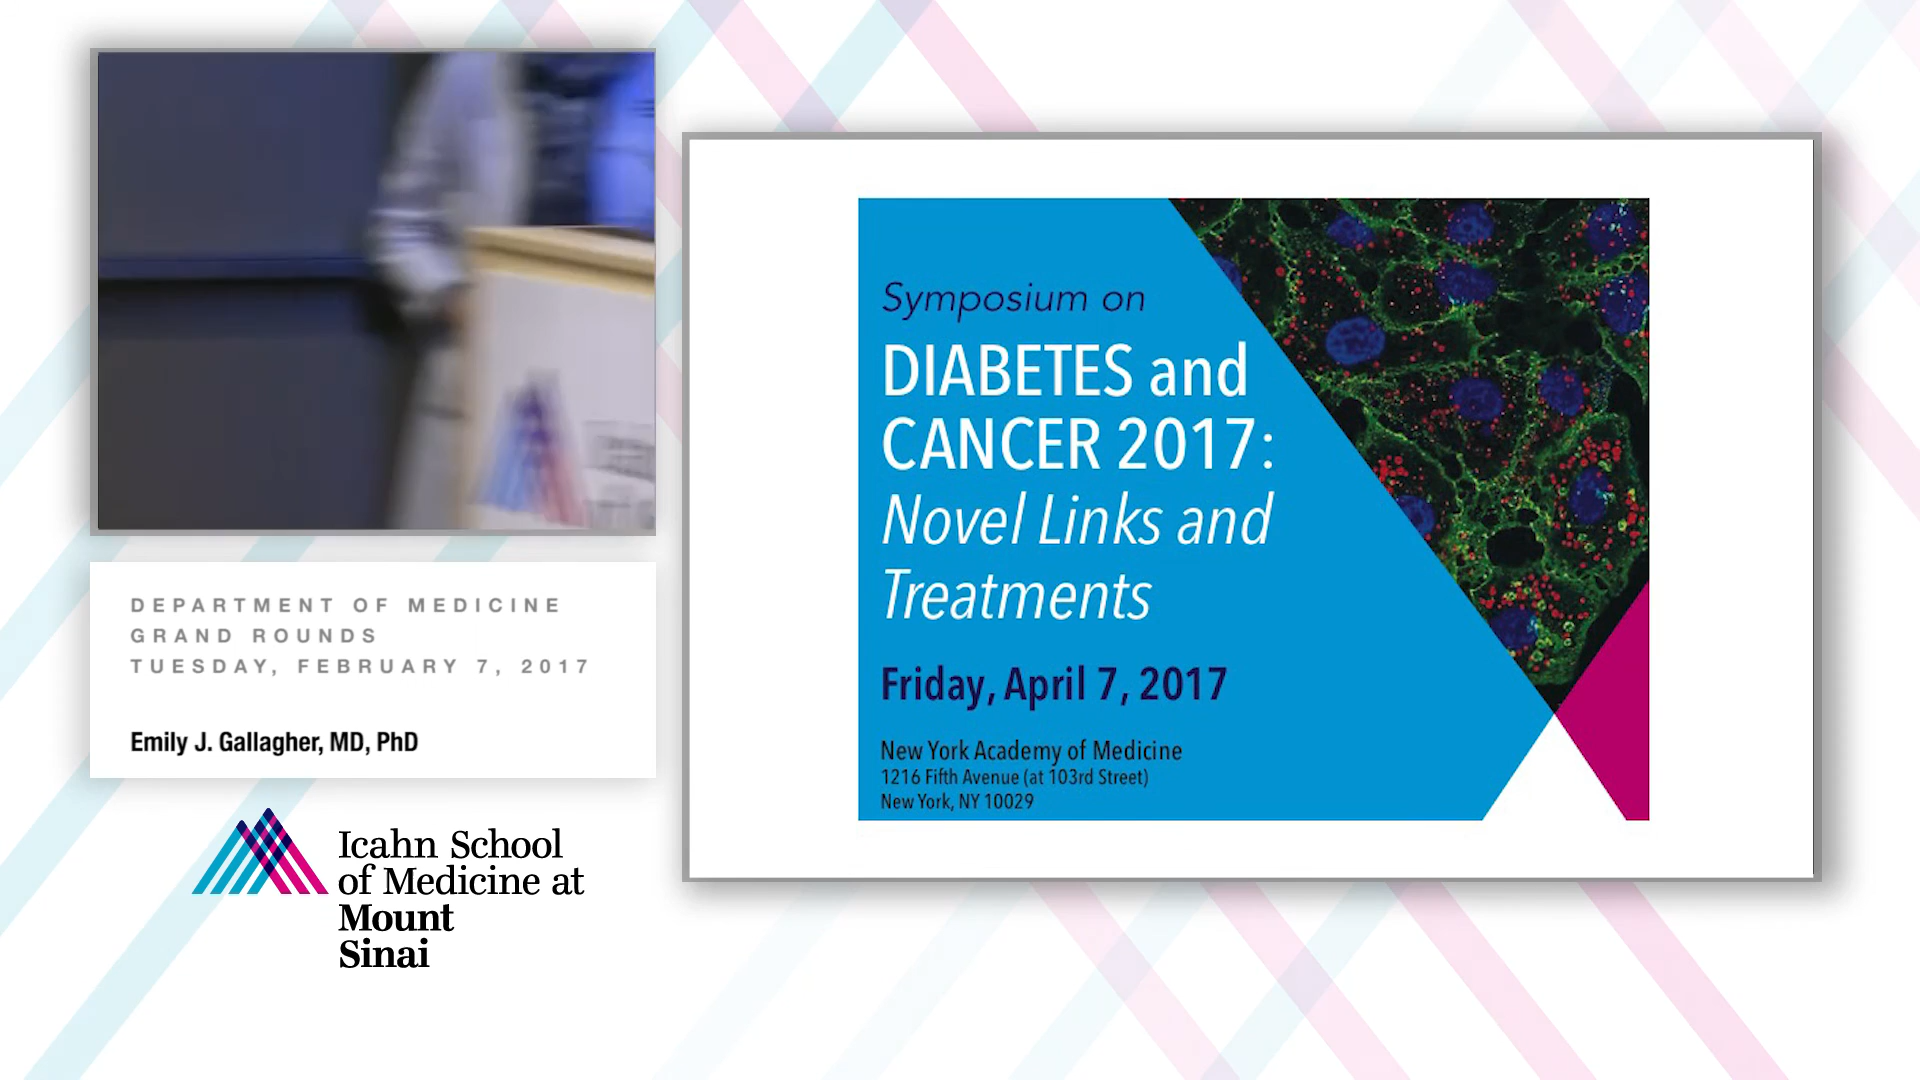 DEPARTMENT OF MEDICINE
GRAND ROUNDS
TUESDAY, FEBRUARY 7, 2017
Emily J. Gallagher, MD, PhD
Icahn School
of Medicine at
Mount
Sinai
Symposium on
DIABETES and
CANCER 2017:
Novel Links and
Treatments
Friday, April 7, 2017
New York Academy of Medicine
1216 Fifth Avenue (at 103rd Street)
New York, NY 10029